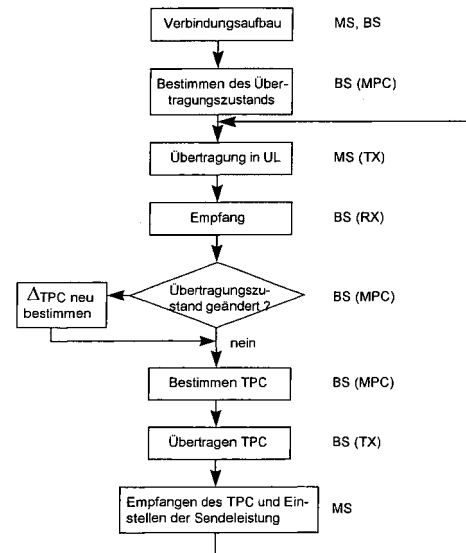 Verbindungsaufbau MS, BS
Bestimmen des Über-
tragungszustands BS (MPC)
Übertragung in UL MS (TX)
Empfang BS (RX)
Übertragungszu-
stand geändert ? BS (MPC)
ΔTPC neu
bestimmen
nein
Bestimmen TPC BS (MPC)
Übertragen TPC BS (TX)
Empfangen des TPC und Ein-
stellen der Sendeleistung MS